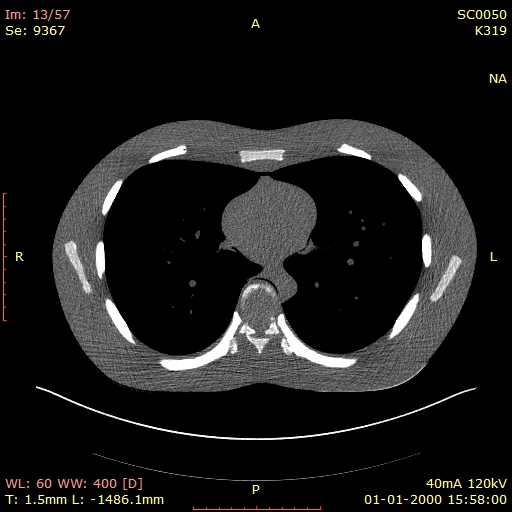 Im: 13/57
Se: 9367
A
SC0050
K319
NA
R
L
WL: 60 WW: 400 [D]
T: 1.5mm L: -1486.1mm
P
40mA 120kV
01-01-2000 15:58:00